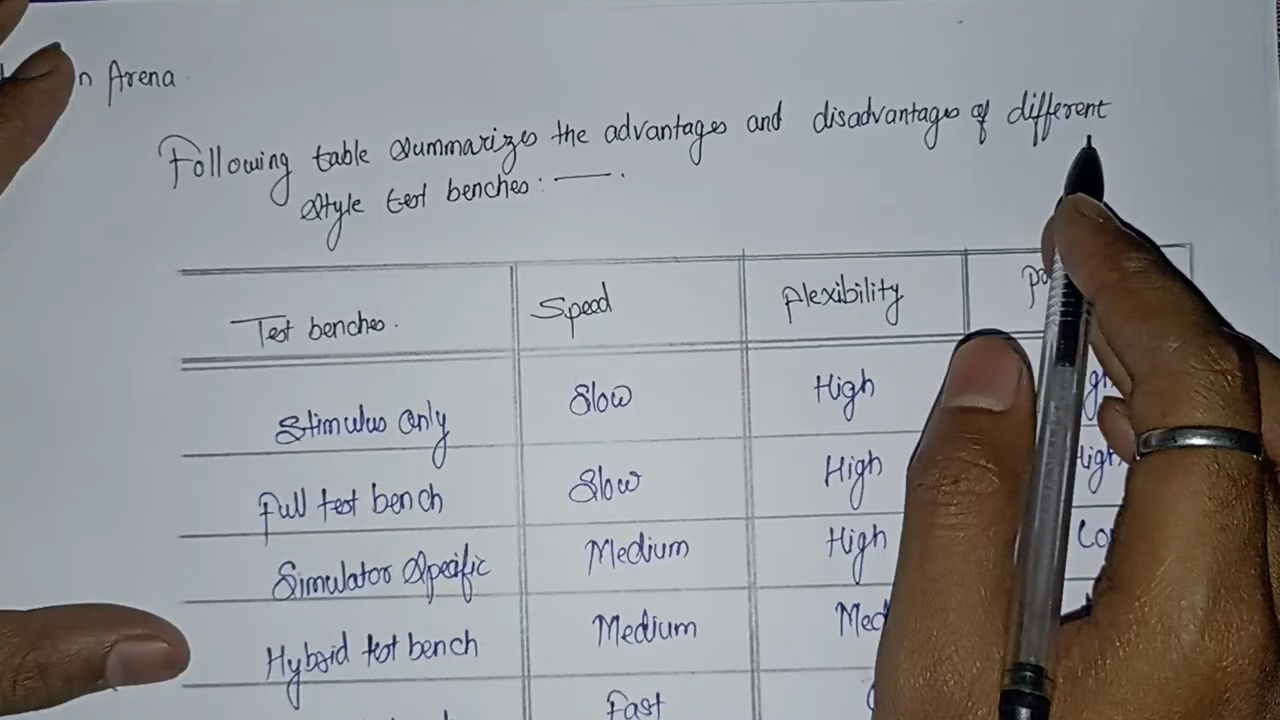 n Arena
Following table summarizes the advantages and disadvantages of different
style test benches :
Test benches. Speed Flexibility
Stimulus Only Slow High
Full test bench Slow High
Simulator Specific Medium High
Hybrid test bench Medium
Fast